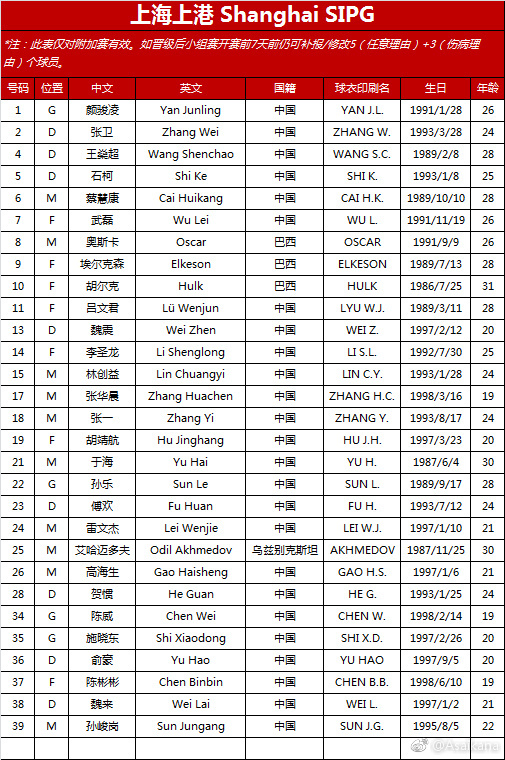 上海上港 Shanghai SIPG
*注：此表仅对附加赛有效。如晋级后小组赛开赛前7天前仍可补报/修改5（任意理由）+3（伤病理
由）个球员。
号码 位置 中文 英文 国籍 球衣印刷名 生日 年龄
1 G 颜骏凌 Yan Junling 中国 YAN J.L. 1991/1/28 26
2 D 张卫 Zhang Wei 中国 ZHANG W. 1993/3/28 24
4 D 王燊超 Wang Shenchao 中国 WANG S.C. 1989/2/8 28
5 D 石柯 Shi Ke 中国 SHI K. 1993/1/8 25
6 M 蔡慧康 Cai Huikang 中国 CAI H.K. 1989/10/10 28
7 F 武磊 Wu Lei 中国 WU L. 1991/11/19 26
8 M 奥斯卡 Oscar 巴西 OSCAR 1991/9/9 26
9 F 埃尔克森 Elkeson 巴西 ELKESON 1989/7/13 28
10 F 胡尔克 Hulk 巴西 HULK 1986/7/25 31
11 F 吕文君 Lü Wenjun 中国 LYU W.J. 1989/3/11 28
13 D 魏震 Wei Zhen 中国 WEI Z. 1997/2/12 20
14 F 李圣龙 Li Shenglong 中国 LI S.L. 1992/7/30 25
15 M 林创益 Lin Chuangyi 中国 LIN C.Y. 1993/1/28 24
17 M 张华晨 Zhang Huachen 中国 ZHANG H.C. 1998/3/16 19
18 M 张一 Zhang Yi 中国 ZHANG Y. 1993/8/17 24
19 F 胡靖航 Hu Jinghang 中国 HU J.H. 1997/3/23 20
21 M 于海 Yu Hai 中国 YU H. 1987/6/4 30
22 G 孙乐 Sun Le 中国 SUN L. 1989/9/17 28
23 D 傅欢 Fu Huan 中国 FU H. 1993/7/12 24
24 M 雷文杰 Lei Wenjie 中国 LEI W.J. 1997/1/10 21
25 M 艾哈迈多夫 Odil Akhmedov 乌兹别克斯坦 AKHMEDOV 1987/11/25 30
26 M 高海生 Gao Haisheng 中国 GAO H.S. 1997/1/6 21
28 D 贺惯 He Guan 中国 HE G. 1993/1/25 24
34 G 陈威 Chen Wei 中国 CHEN W. 1998/2/14 19
35 G 施晓东 Shi Xiaodong 中国 SHI X.D. 1997/2/26 20
36 D 俞豪 Yu Hao 中国 YU HAO 1997/9/5 20
37 F 陈彬彬 Chen Binbin 中国 CHEN B.B. 1998/6/10 19
38 D 魏来 Wei Lai 中国 WEI L. 1997/1/2 21
39 M 孙峻岗 Sun Jungang 中国 SUN J.G. 1995/8/5 22
@Asaikana